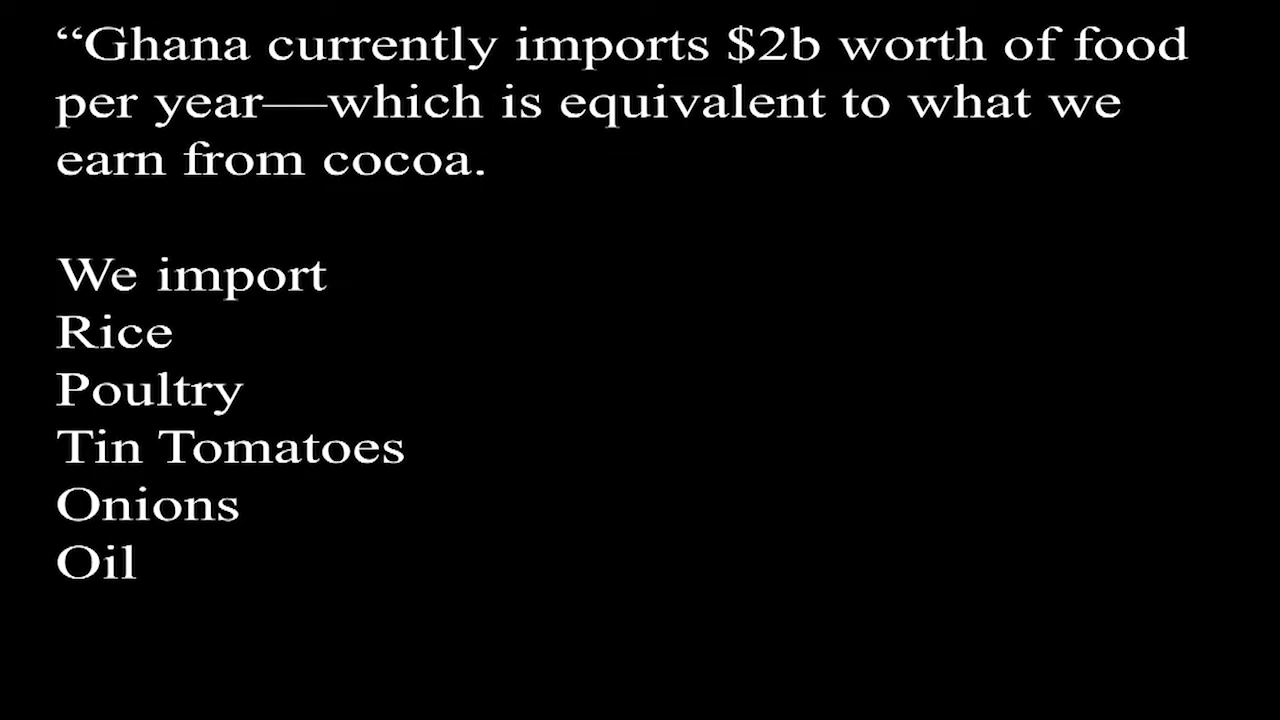 “Ghana currently imports $2b worth of food
per year—which is equivalent to what we
earn from cocoa.
We import
Rice
Poultry
Tin Tomatoes
Onions
Oil